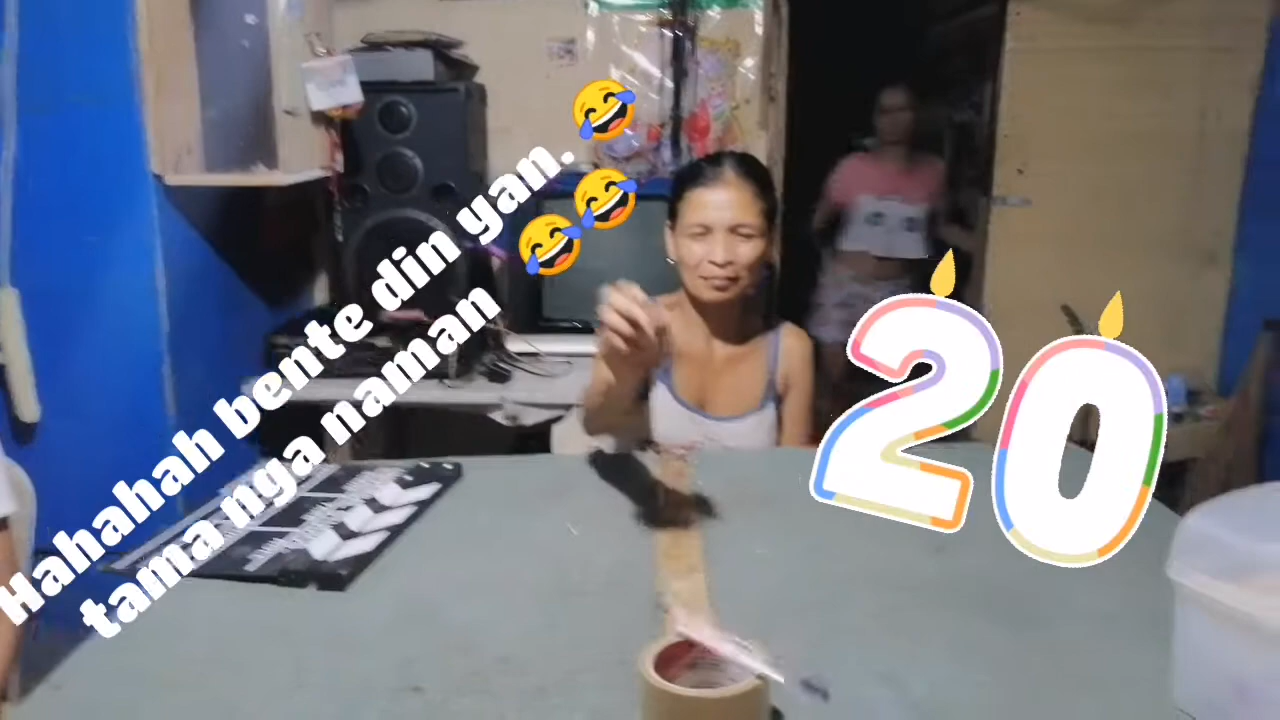 Hahahah bente din yan. 😂
tama nga naman 😂😂
20